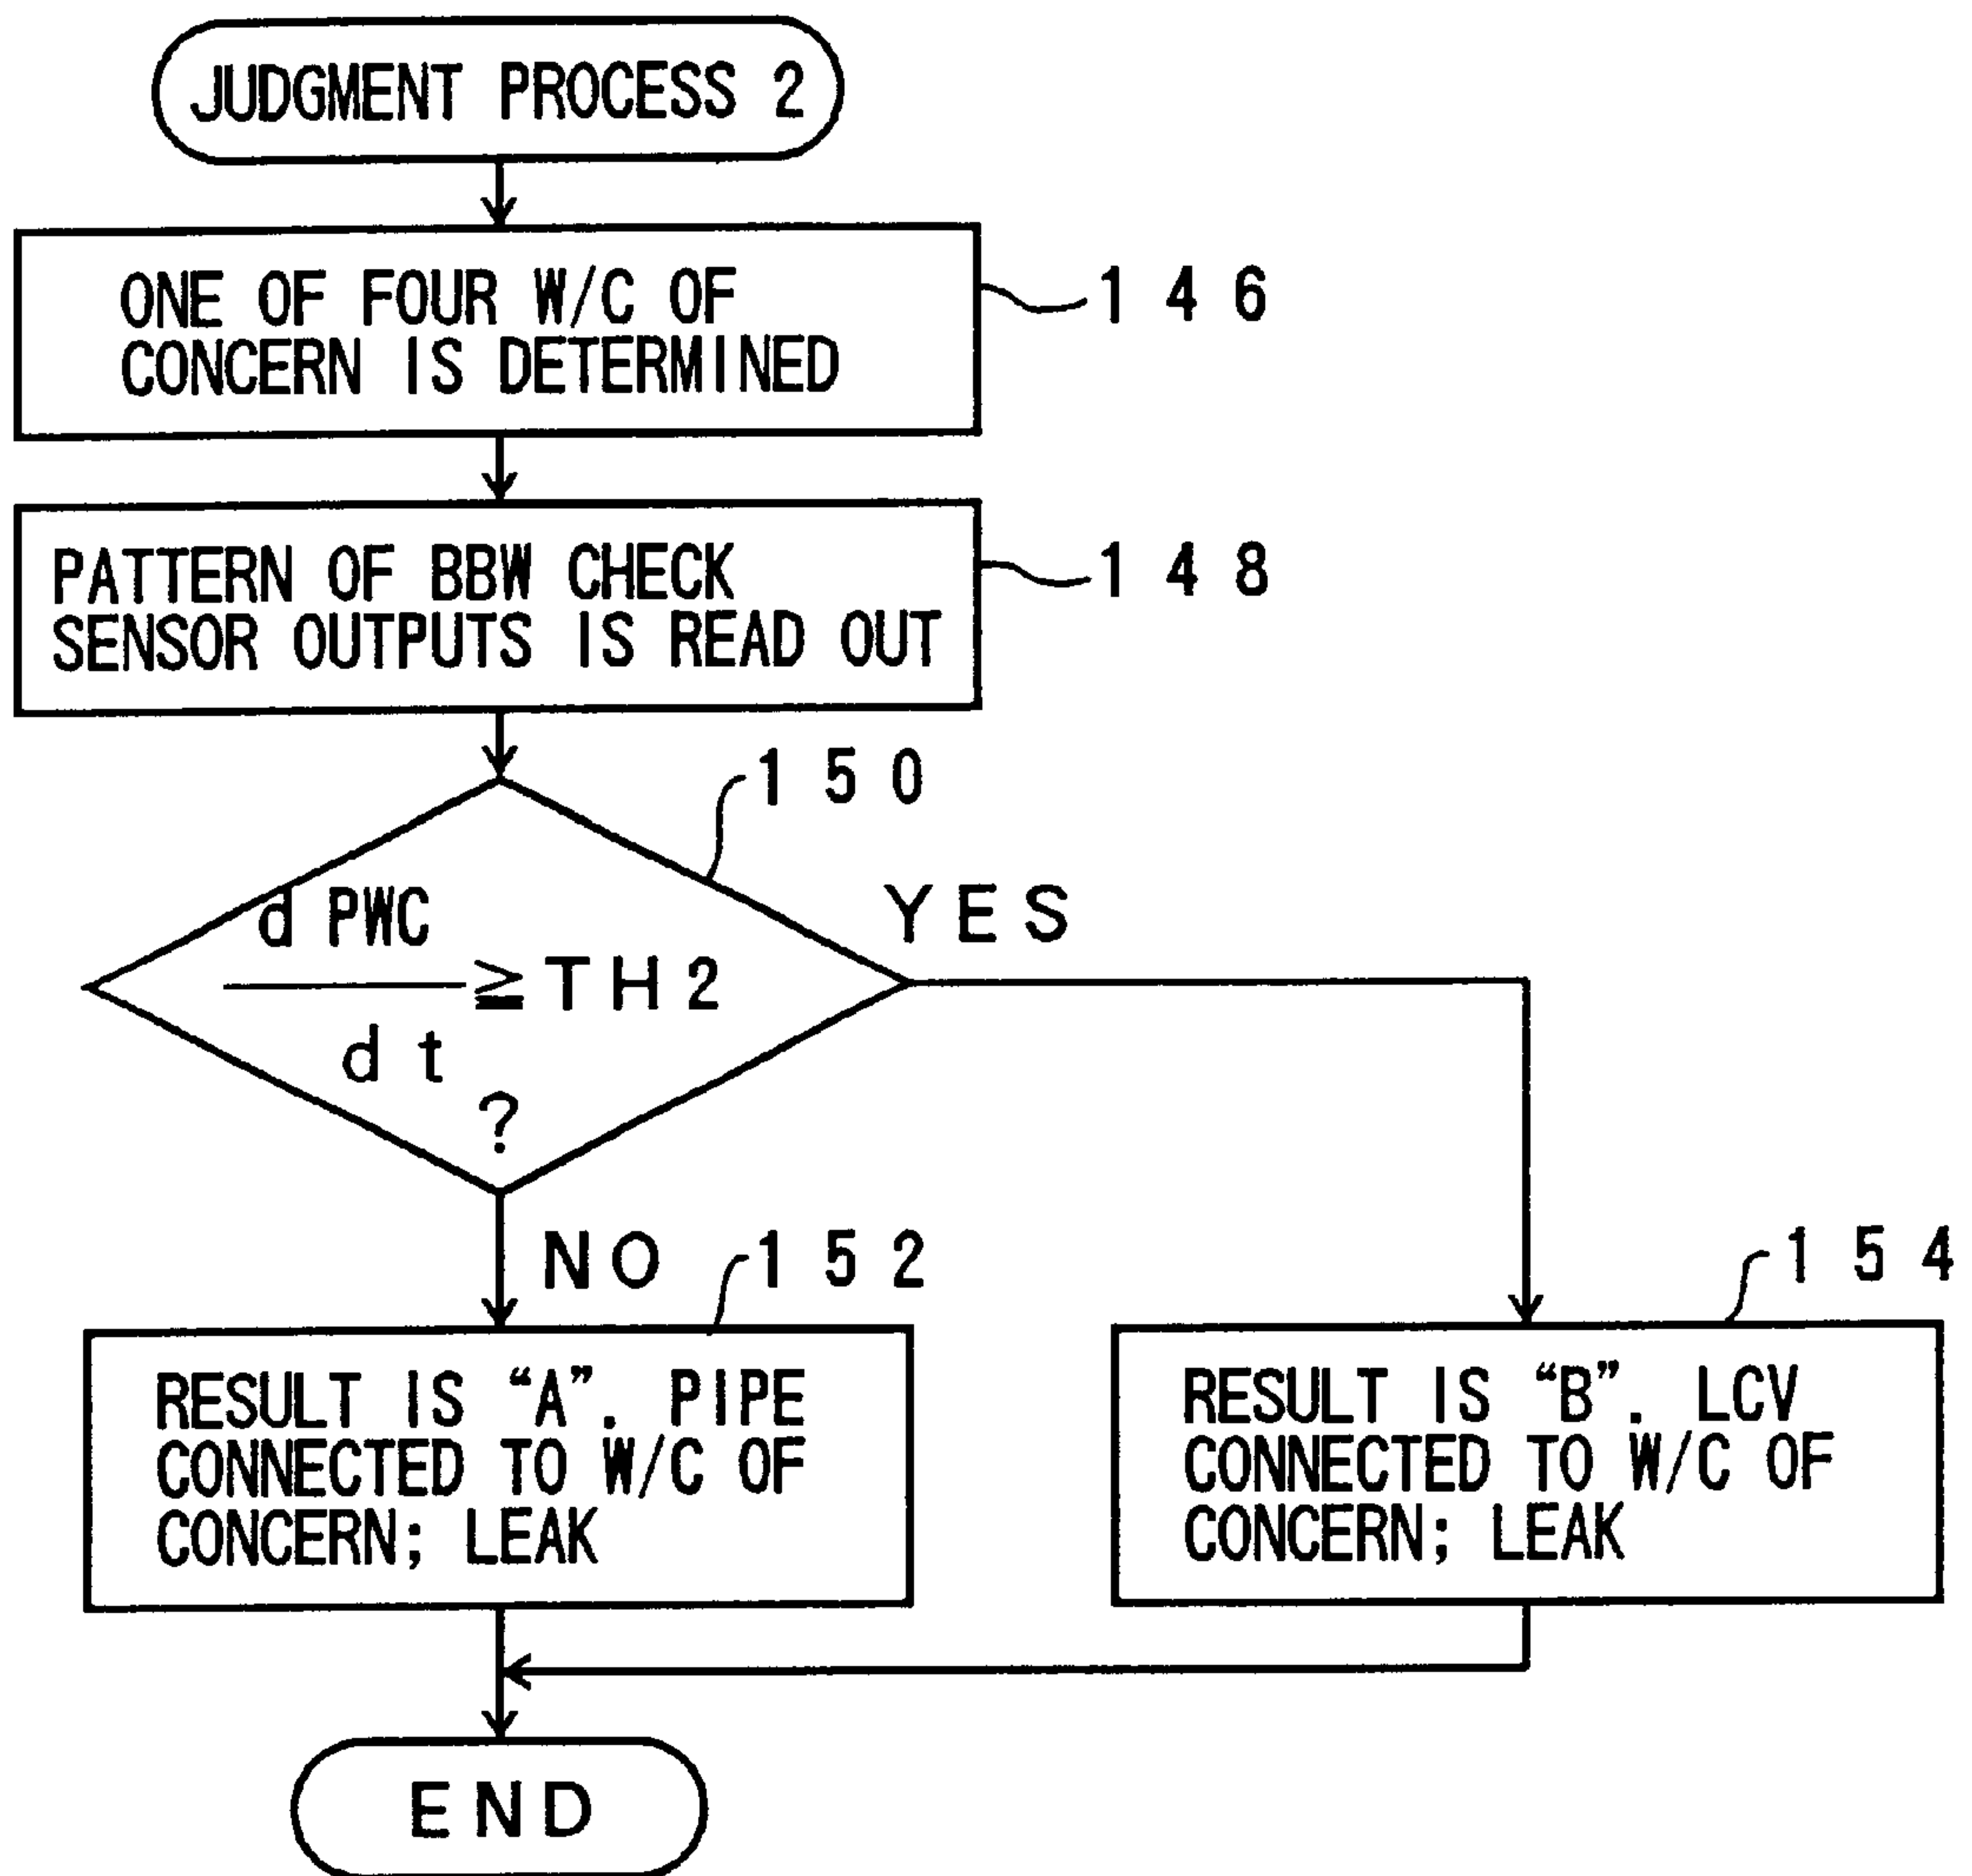 JUDGMENT PROCESS 2
ONE OF FOUR W/C OF
CONCERN IS DETERMINED
146
PATTERN OF BBW CHECK
SENSOR OUTPUTS IS READ OUT
148
150
d PWC
≧TH2
dt
?
YES
NO
152
RESULT IS “A”. PIPE
CONNECTED TO W/C OF
CONCERN; LEAK
154
RESULT IS “B”. LCV
CONNECTED TO W/C OF
CONCERN; LEAK
END